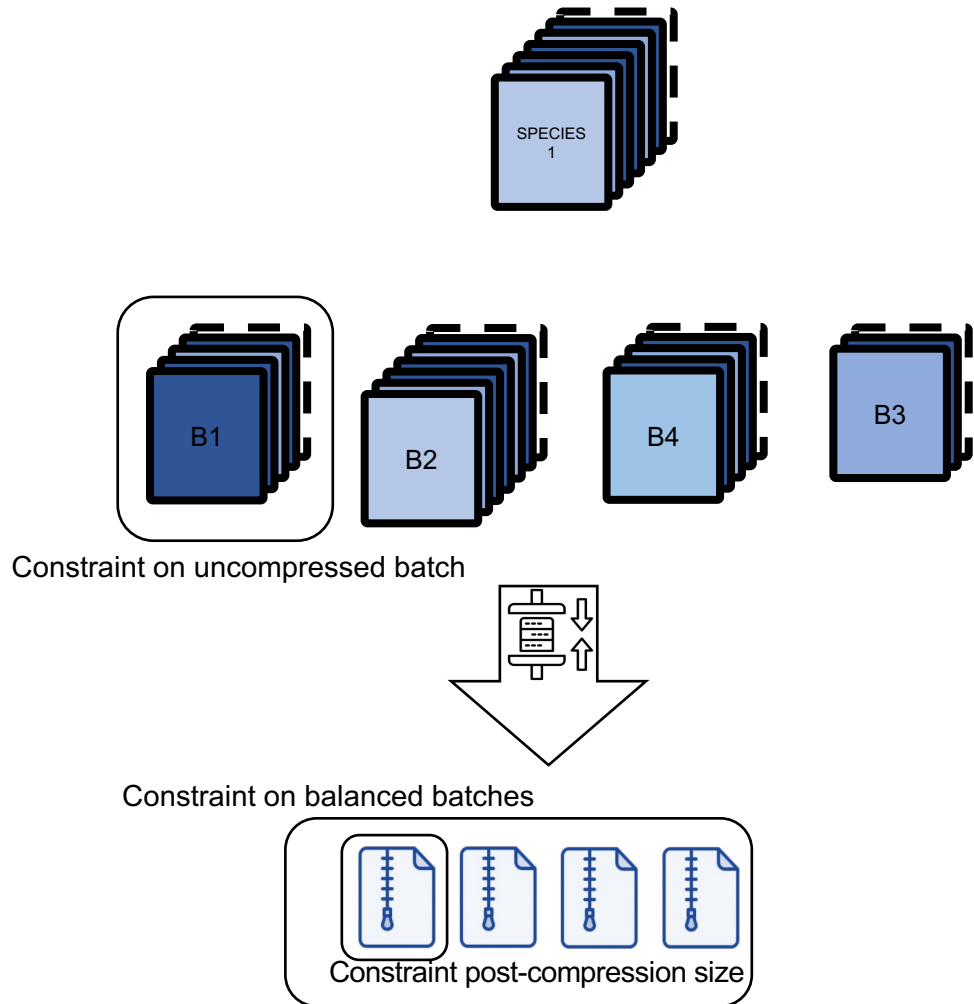 SPECIES
1
B1
B2
B4
B3
Constraint on uncompressed batch
Constraint on balanced batches
Constraint post-compression size